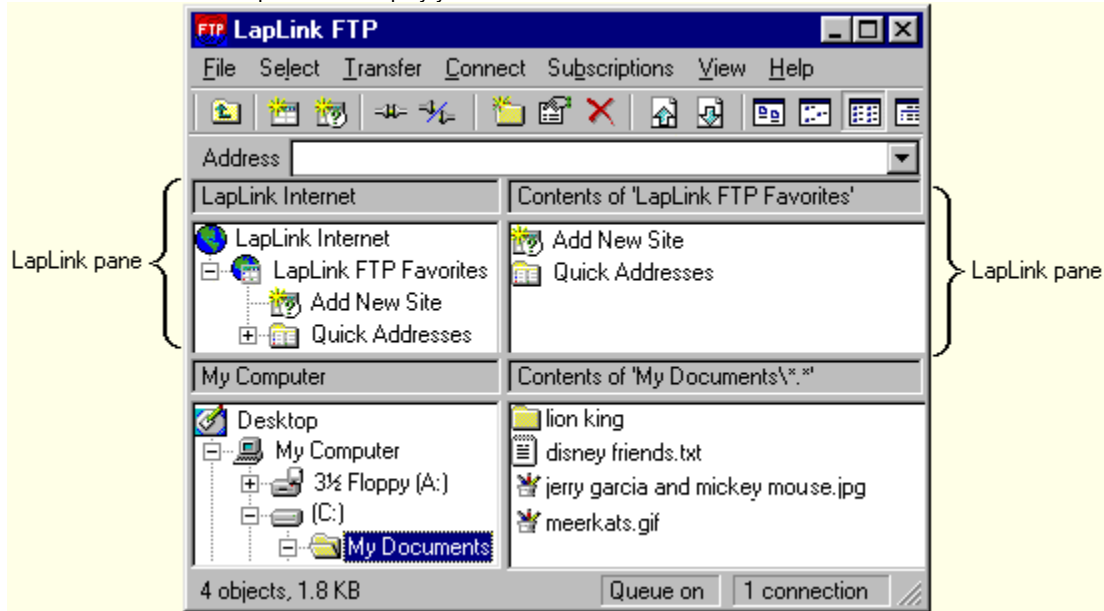 FTP LapLink FTP
File Select Transfer Connect Subscriptions View Help
Address
LapLink Internet Contents of 'LapLink FTP Favorites'
LapLink Internet Add New Site
LapLink FTP Favorites Quick Addresses
LapLink pane LapLink pane
Add New Site
Quick Addresses
My Computer Contents of 'My Documents\*.*'
Desktop lion king
My Computer disney friends.txt
3½ Floppy (A:) jerry garcia and mickey mouse.jpg
(C:) meerkats.gif
My Documents
4 objects, 1.8 KB Queue on 1 connection